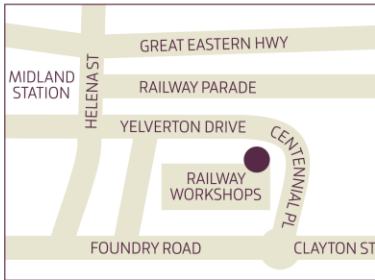 GREAT EASTERN HWY
MIDLAND
STATION
HELENA ST
RAILWAY PARADE
YELVERTON DRIVE
CENTENNIAL PL
RAILWAY
WORKSHOPS
FOUNDRY ROAD
CLAYTON ST